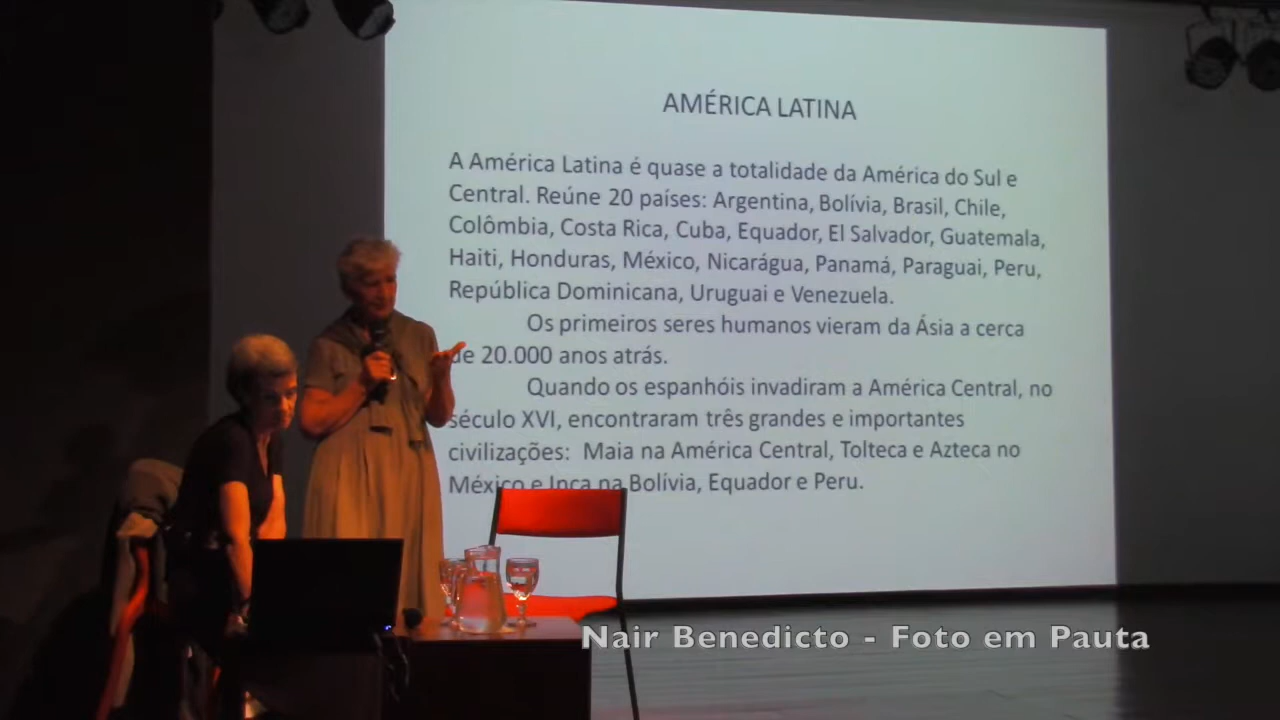 AMÉRICA LATINA
A América Latina é quase a totalidade da América do Sul e
Central. Reúne 20 países: Argentina, Bolívia, Brasil, Chile,
Colômbia, Costa Rica, Cuba, Equador, El Salvador, Guatemala,
Haiti, Honduras, México, Nicarágua, Panamá, Paraguai, Peru,
República Dominicana, Uruguai e Venezuela.
Os primeiros seres humanos vieram da Ásia a cerca
de 20.000 anos atrás.
Quando os espanhóis invadiram a América Central, no
século XVI, encontraram três grandes e importantes
civilizações: Maia na América Central, Tolteca e Azteca no
México e Inca na Bolívia, Equador e Peru.
Nair Benedicto - Foto em Pauta